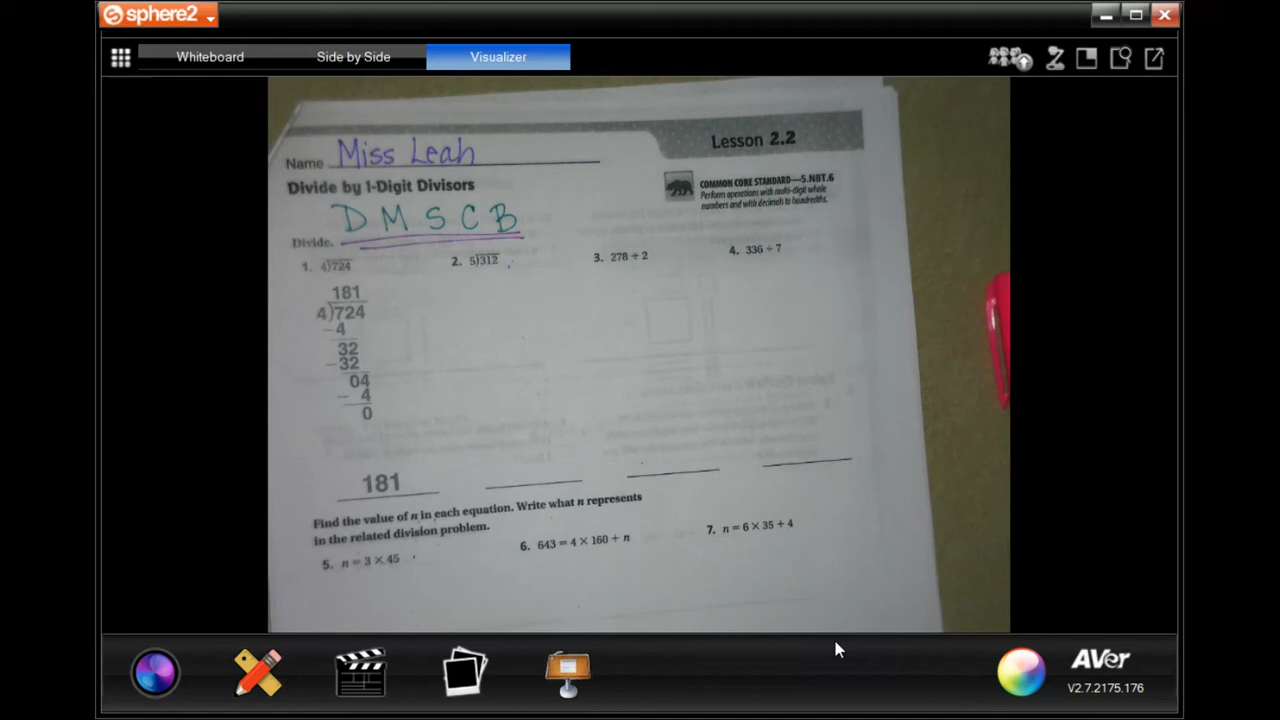 sphere2
Whiteboard Side by Side Visualizer
Lesson 2.2
Name Miss Leah
Divide by 1-Digit Divisors
COMMON CORE STANDARD—5.NBT.6
Perform operations with multi-digit whole
numbers and with decimals to hundredths.
D M S C B
Divide.
1. 4)724 2. 5)312 3. 278 ÷ 2 4. 336 ÷ 7
181
4)724
−4
32
−32
04
− 4
0
181
Find the value of n in each equation. Write what n represents
in the related division problem.
5. n = 3 × 45 6. 643 = 4 × 160 + n 7. n = 6 × 35 + 4
AVer
V2.7.2175.176